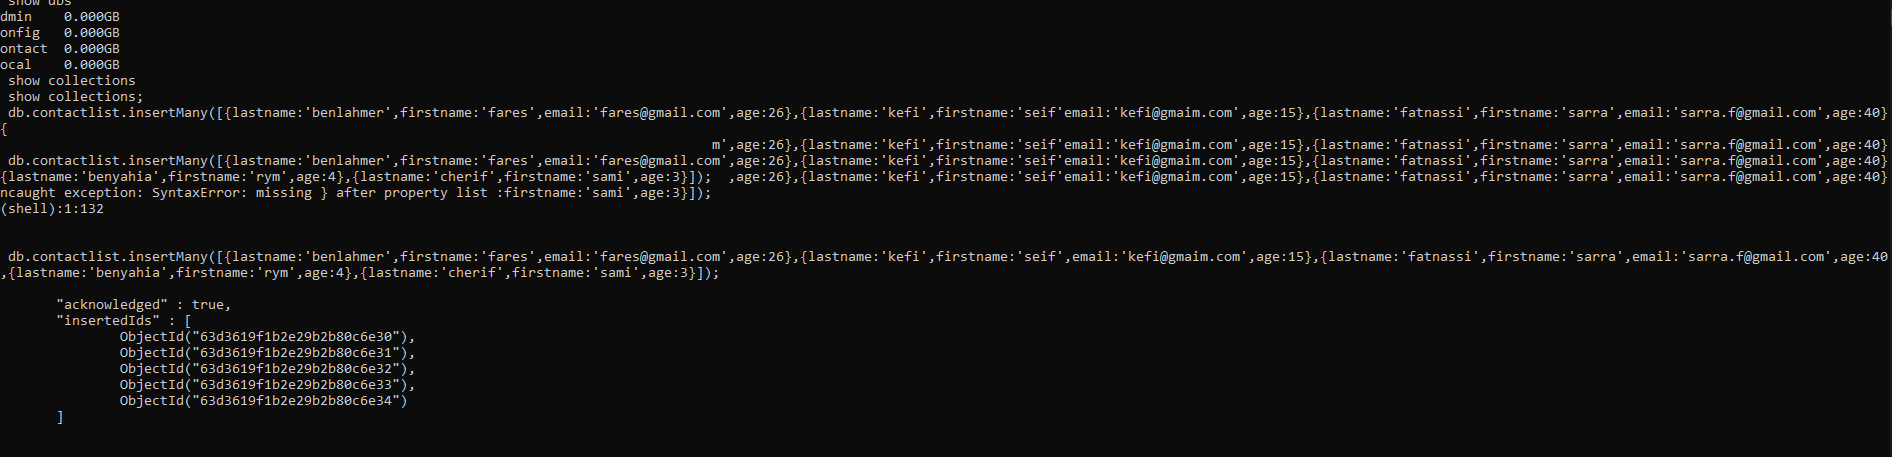 show dbs
dmin    0.000GB
onfig   0.000GB
ontact  0.000GB
ocal    0.000GB
show collections
show collections;
db.contactlist.insertMany([{lastname:'benlahmer',firstname:'fares',email:'fares@gmail.com',age:26},{lastname:'kefi',firstname:'seif'email:'kefi@gmaim.com',age:15},{lastname:'fatnassi',firstname:'sarra',email:'sarra.f@gmail.com',age:40}
{
m',age:26},{lastname:'kefi',firstname:'seif'email:'kefi@gmaim.com',age:15},{lastname:'fatnassi',firstname:'sarra',email:'sarra.f@gmail.com',age:40}
db.contactlist.insertMany([{lastname:'benlahmer',firstname:'fares',email:'fares@gmail.com',age:26},{lastname:'kefi',firstname:'seif'email:'kefi@gmaim.com',age:15},{lastname:'fatnassi',firstname:'sarra',email:'sarra.f@gmail.com',age:40}
{lastname:'benyahia',firstname:'rym',age:4},{lastname:'cherif',firstname:'sami',age:3}]);  ,age:26},{lastname:'kefi',firstname:'seif'email:'kefi@gmaim.com',age:15},{lastname:'fatnassi',firstname:'sarra',email:'sarra.f@gmail.com',age:40}
ncaught exception: SyntaxError: missing } after property list :firstname:'sami',age:3}]);
(shell):1:132
db.contactlist.insertMany([{lastname:'benlahmer',firstname:'fares',email:'fares@gmail.com',age:26},{lastname:'kefi',firstname:'seif',email:'kefi@gmaim.com',age:15},{lastname:'fatnassi',firstname:'sarra',email:'sarra.f@gmail.com',age:40
,{lastname:'benyahia',firstname:'rym',age:4},{lastname:'cherif',firstname:'sami',age:3}]);
"acknowledged" : true,
"insertedIds" : [
ObjectId("63d3619f1b2e29b2b80c6e30"),
ObjectId("63d3619f1b2e29b2b80c6e31"),
ObjectId("63d3619f1b2e29b2b80c6e32"),
ObjectId("63d3619f1b2e29b2b80c6e33"),
ObjectId("63d3619f1b2e29b2b80c6e34")
]